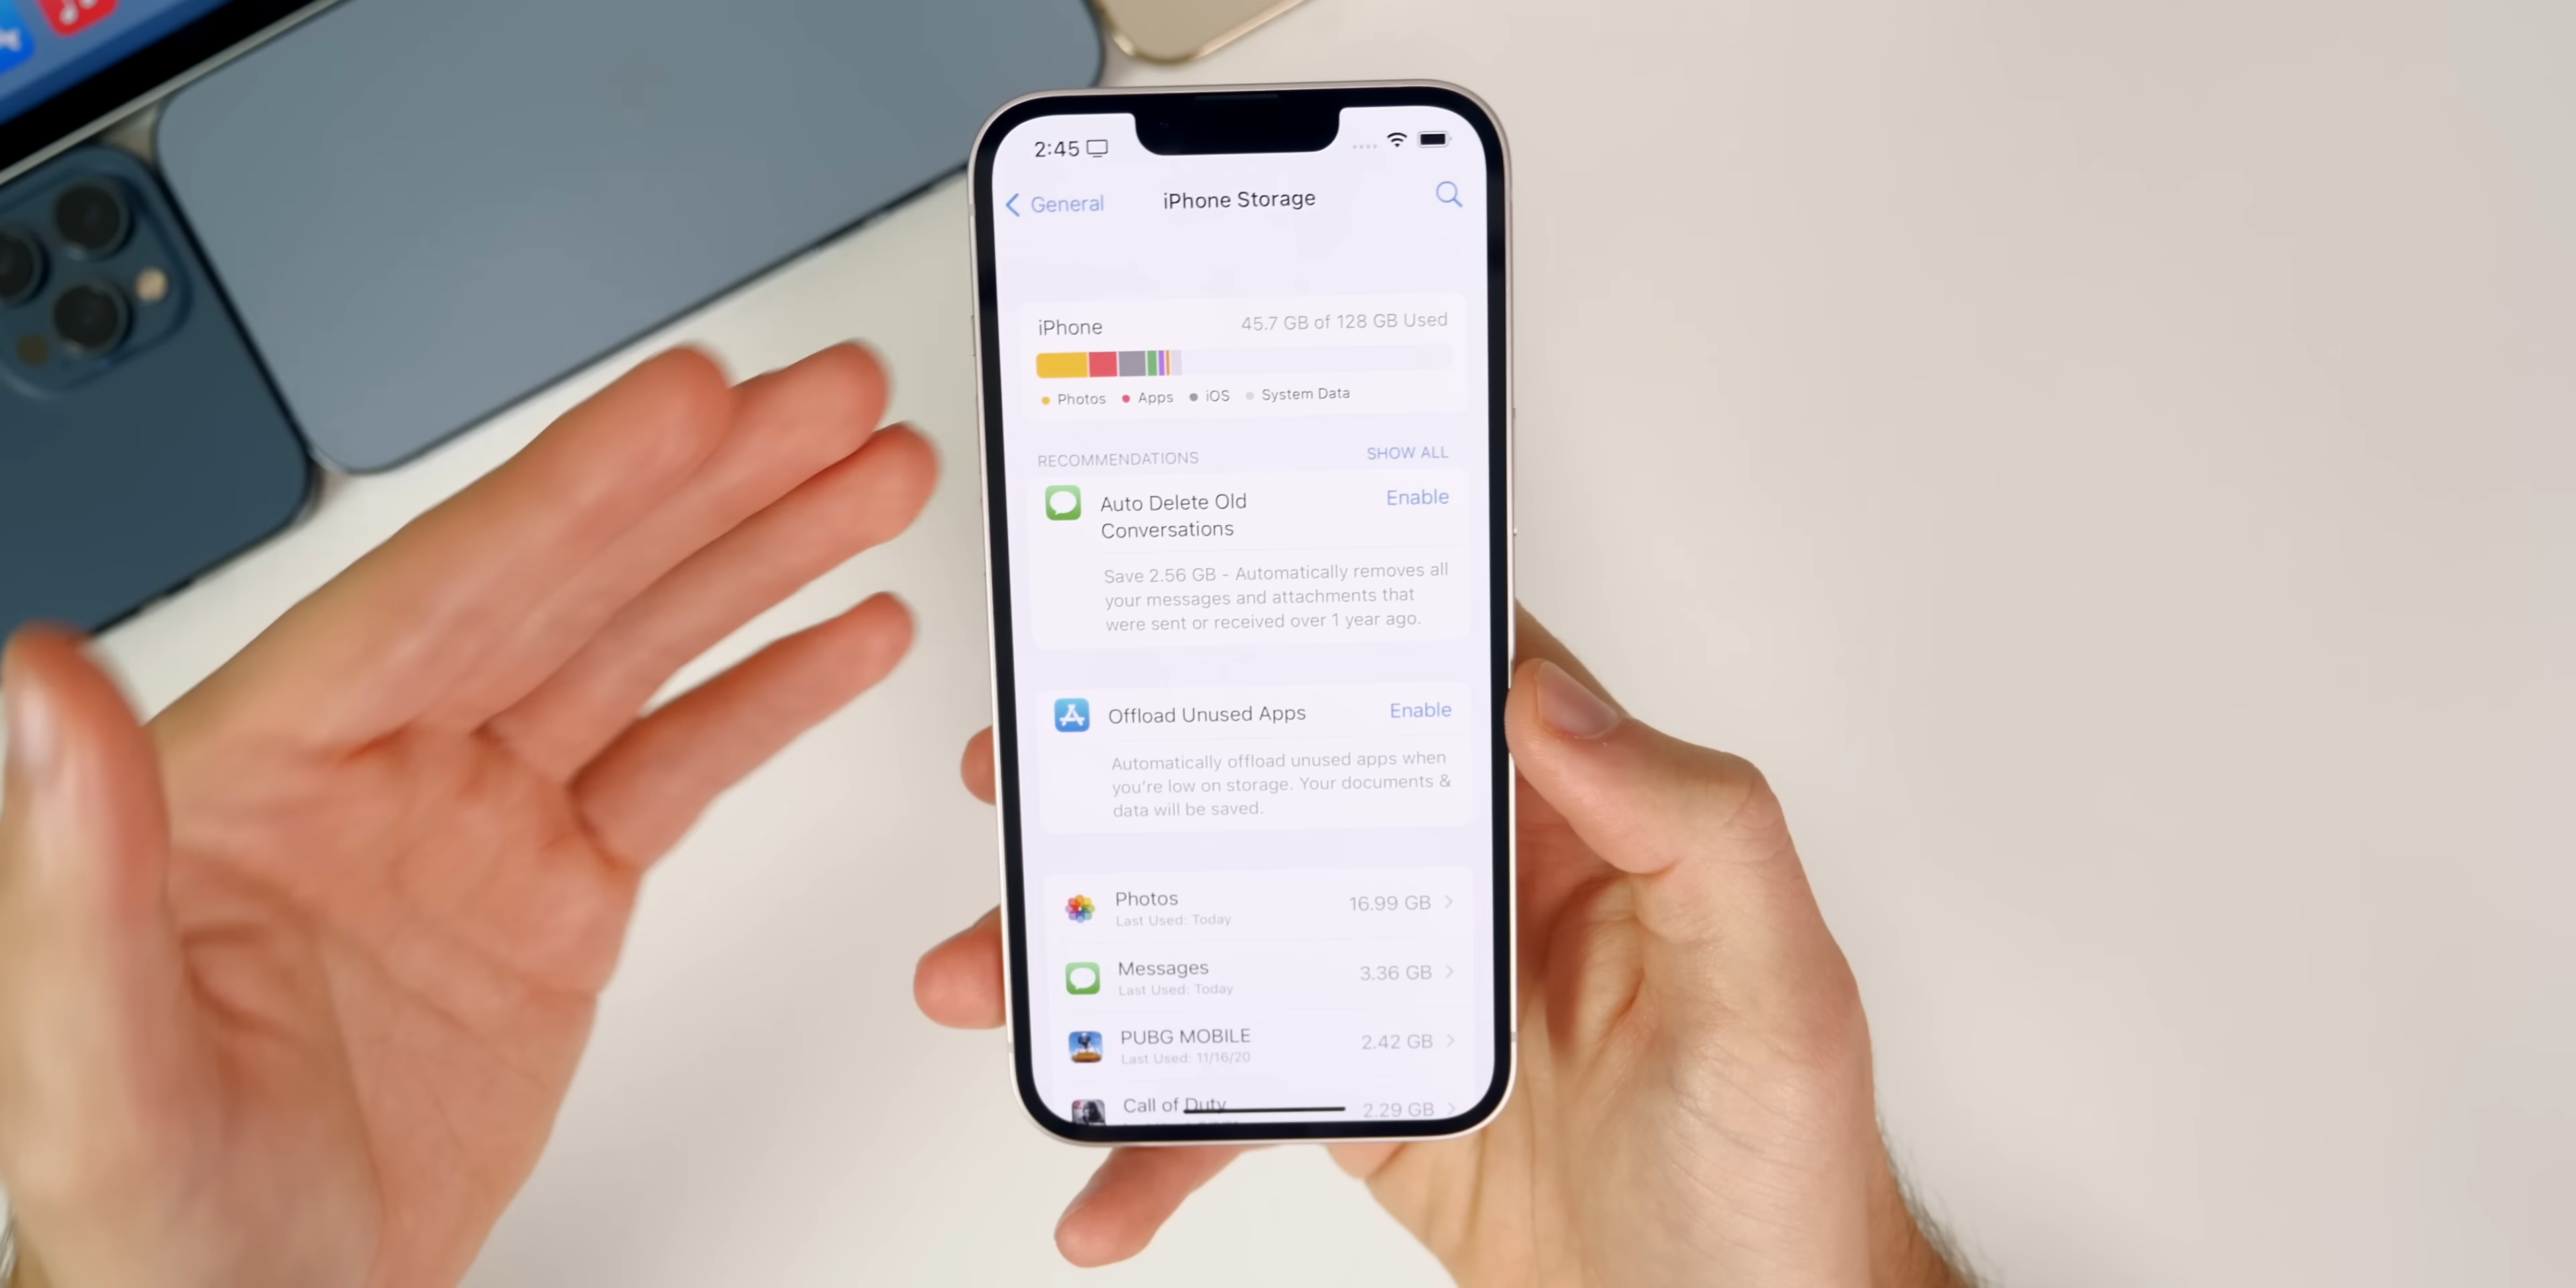 2:45
General
iPhone Storage
iPhone
45.7 GB of 128 GB Used
Photos
Apps
iOS
System Data
RECOMMENDATIONS
SHOW ALL
Auto Delete Old
Conversations
Enable
Save 2.56 GB - Automatically removes all
your messages and attachments that
were sent or received over 1 year ago.
Offload Unused Apps
Enable
Automatically offload unused apps when
you're low on storage. Your documents &
data will be saved.
Photos
16.99 GB
Last Used: Today
Messages
3.36 GB
Last Used: Today
PUBG MOBILE
2.42 GB
Last Used: 11/16/20
Call of Duty
2.29 GB